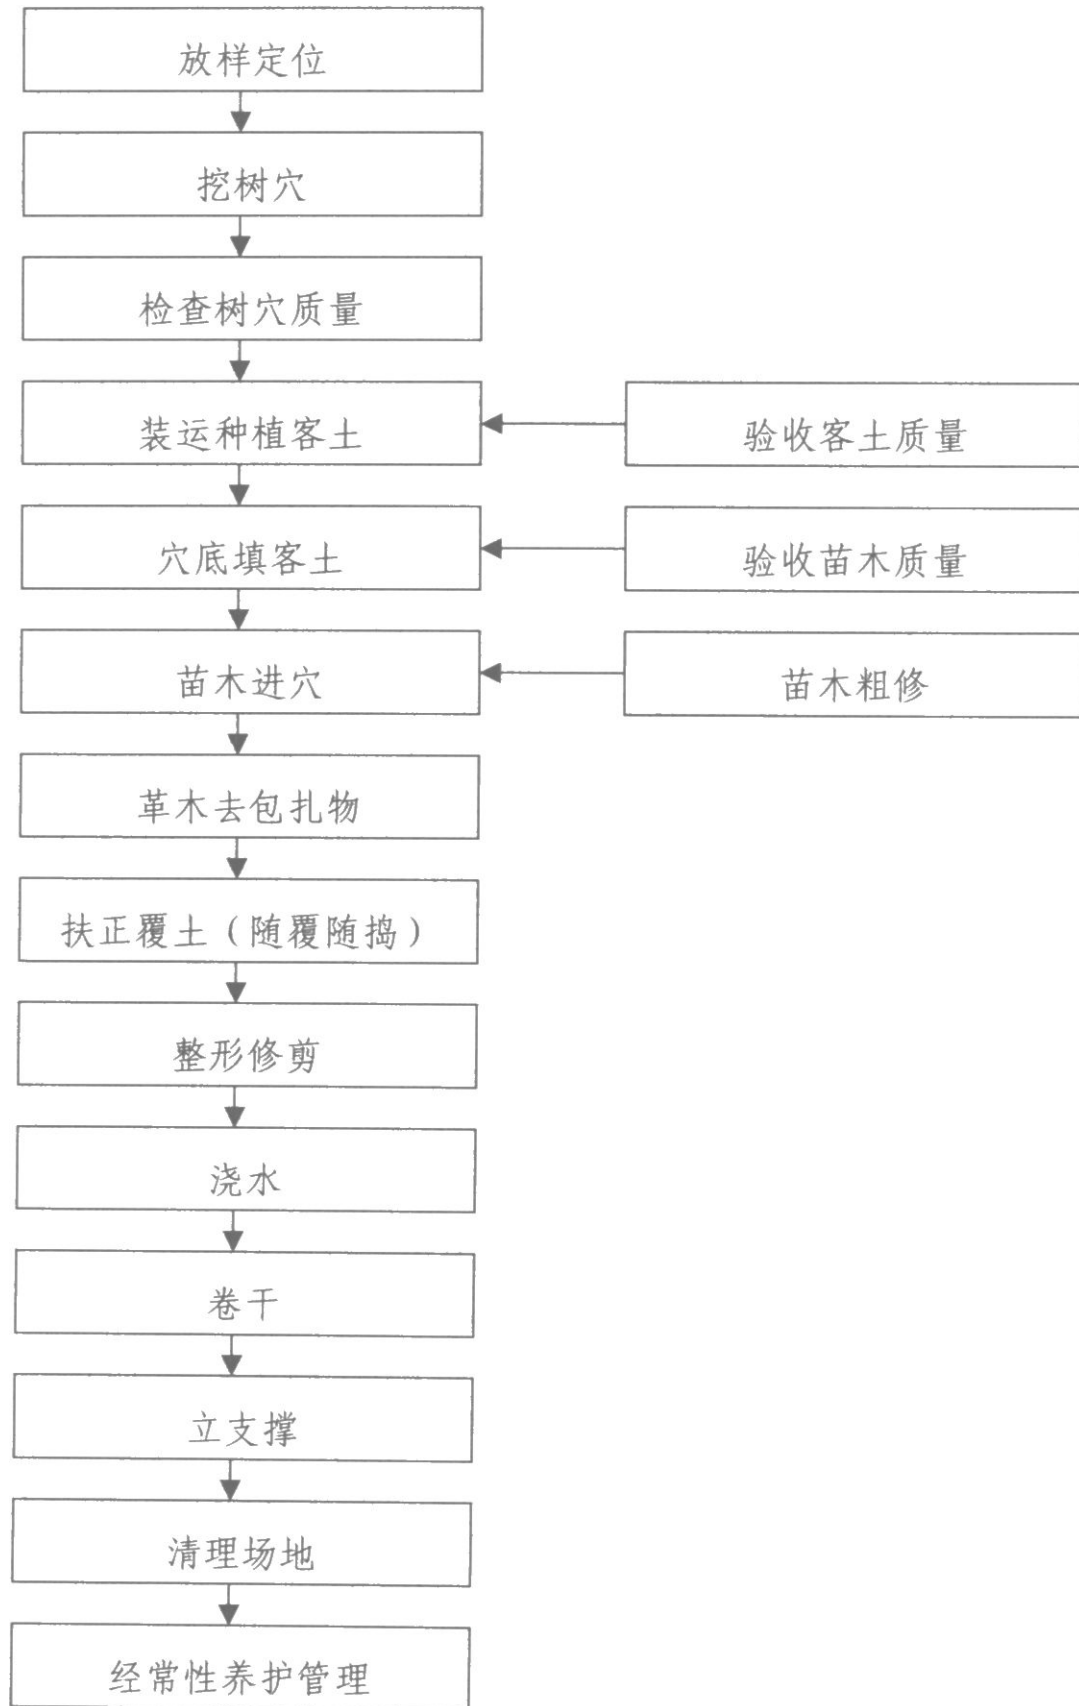 放样定位
挖树穴
检查树穴质量
装运种植客土
验收客土质量
穴底填客土
验收苗木质量
苗木进穴
苗木粗修
革木去包扎物
扶正覆土（随覆随捣）
整形修剪
浇水
卷干
立支撑
清理场地
经常性养护管理